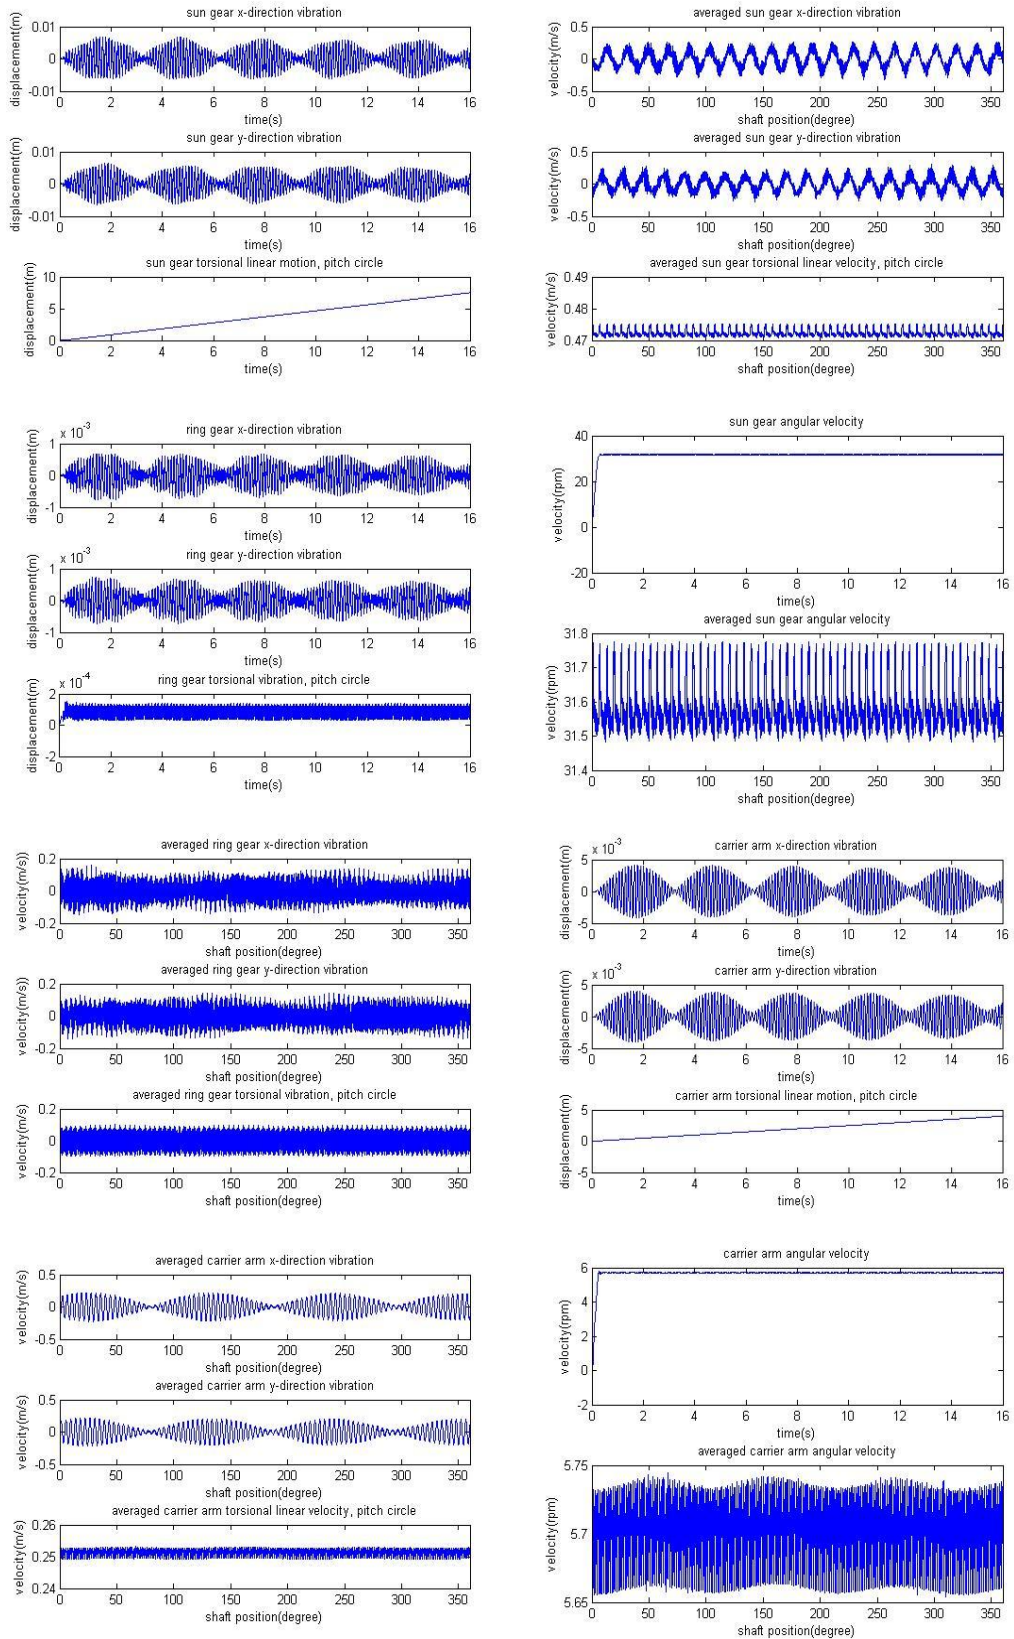 sun gear x-direction vibration
displacement(m)
0.01
0
-0.01
0 2 4 6 8 10 12 14 16
time(s)
sun gear y-direction vibration
displacement(m)
0.01
0
-0.01
0 2 4 6 8 10 12 14 16
time(s)
sun gear torsional linear motion, pitch circle
displacement(m)
10
5
0
0 2 4 6 8 10 12 14 16
time(s)
averaged sun gear x-direction vibration
velocity(m/s)
0.5
0
-0.5
0 50 100 150 200 250 300 350
shaft position(degree)
averaged sun gear y-direction vibration
velocity(m/s)
0.5
0
-0.5
0 50 100 150 200 250 300 350
shaft position(degree)
averaged sun gear torsional linear velocity, pitch circle
velocity(m/s)
0.49
0.48
0.47
0 50 100 150 200 250 300 350
shaft position(degree)
x 10-3
ring gear x-direction vibration
displacement(m)
1
0
-1
0 2 4 6 8 10 12 14 16
time(s)
x 10-3
ring gear y-direction vibration
displacement(m)
1
0
-1
0 2 4 6 8 10 12 14 16
time(s)
x 10-4
ring gear torsional vibration, pitch circle
displacement(m)
2
0
-2
0 2 4 6 8 10 12 14 16
time(s)
sun gear angular velocity
velocity(rpm)
40
20
0
-20
0 2 4 6 8 10 12 14 16
time(s)
averaged sun gear angular velocity
velocity(rpm)
31.8
31.7
31.6
31.5
31.4
0 50 100 150 200 250 300 350
shaft position(degree)
averaged ring gear x-direction vibration
velocity(m/s))
0.2
0
-0.2
0 50 100 150 200 250 300 350
shaft position(degree)
averaged ring gear y-direction vibration
velocity(m/s))
0.2
0
-0.2
0 50 100 150 200 250 300 350
shaft position(degree)
averaged ring gear torsional vibration, pitch circle
velocity(m/s)
0.2
0
-0.2
0 50 100 150 200 250 300 350
shaft position(degree)
x 10-3
carrier arm x-direction vibration
displacement(m)
5
0
-5
0 2 4 6 8 10 12 14 16
time(s)
x 10-3
carrier arm y-direction vibration
displacement(m)
5
0
-5
0 2 4 6 8 10 12 14 16
time(s)
carrier arm torsional linear motion, pitch circle
displacement(m)
5
0
-5
0 2 4 6 8 10 12 14 16
time(s)
averaged carrier arm x-direction vibration
velocity(m/s)
0.5
0
-0.5
0 50 100 150 200 250 300 350
shaft position(degree)
averaged carrier arm y-direction vibration
velocity(m/s)
0.5
0
-0.5
0 50 100 150 200 250 300 350
shaft position(degree)
averaged carrier arm torsional linear velocity, pitch circle
velocity(m/s)
0.26
0.25
0.24
0 50 100 150 200 250 300 350
shaft position(degree)
carrier arm angular velocity
velocity(rpm)
6
4
2
0
-2
0 2 4 6 8 10 12 14 16
time(s)
averaged carrier arm angular velocity
velocity(rpm)
5.75
5.7
5.65
0 50 100 150 200 250 300 350
shaft position(degree)